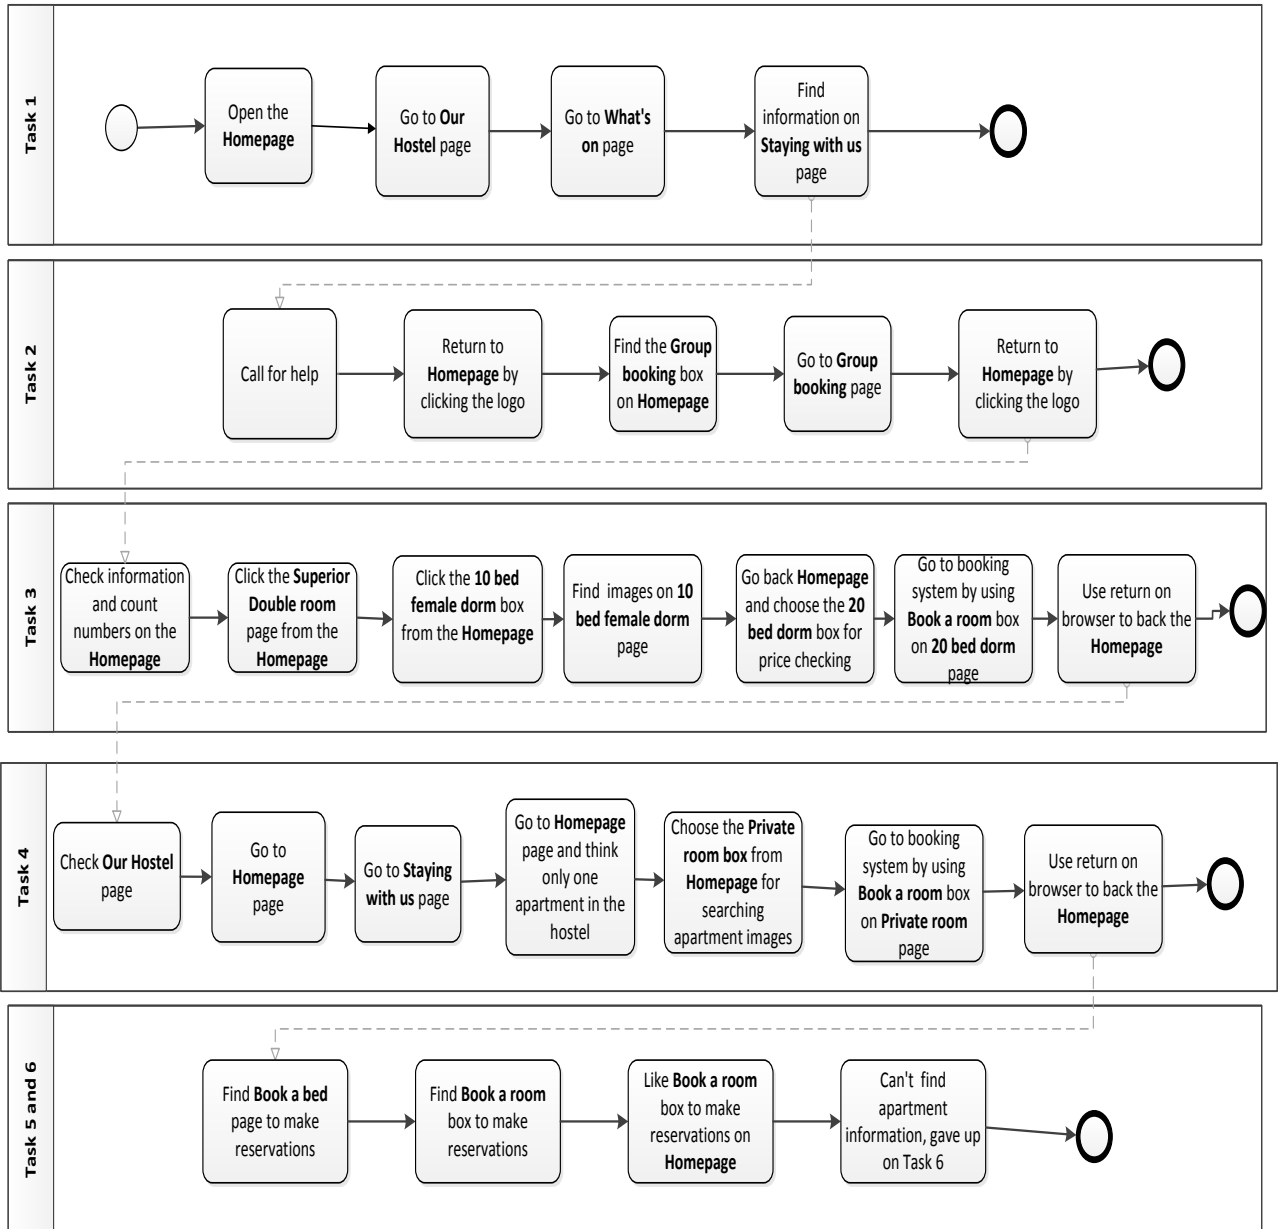 Task 1
Open the
Homepage
Go to Our
Hostel page
Go to What's
on page
Find
information on
Staying with us
page
Task 2
Call for help
Return to
Homepage by
clicking the logo
Find the Group
booking box
on Homepage
Go to Group
booking page
Return to
Homepage by
clicking the logo
Task 3
Check information
and count
numbers on the
Homepage
Click the Superior
Double room
page from the
Homepage
Click the 10 bed
female dorm box
from the Homepage
Find images on 10
bed female dorm
page
Go back Homepage
and choose the 20
bed dorm box for
price checking
Go to booking
system by using
Book a room box
on 20 bed dorm
page
Use return on
browser to back the
Homepage
Task 4
Check Our Hostel
page
Go to
Homepage
page
Go to Staying
with us page
Go to Homepage
page and think
only one
apartment in the
hostel
Choose the Private
room box from
Homepage for
searching
apartment images
Go to booking
system by using
Book a room box
on Private room
page
Use return on
browser to back the
Homepage
Task 5 and 6
Find Book a bed
page to make
reservations
Find Book a room
box to make
reservations
Like Book a room
box to make
reservations on
Homepage
Can't find
apartment
information, gave up
on Task 6